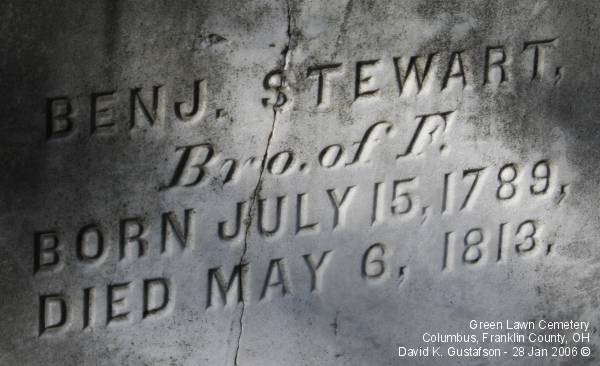 BENJ. STEWART,
Bro. of F.
BORN JULY 15, 1789,
DIED MAY 6, 1813,
Green Lawn Cemetery
Columbus, Franklin County, OH
David K. Gustafson - 28 Jan 2006 ©